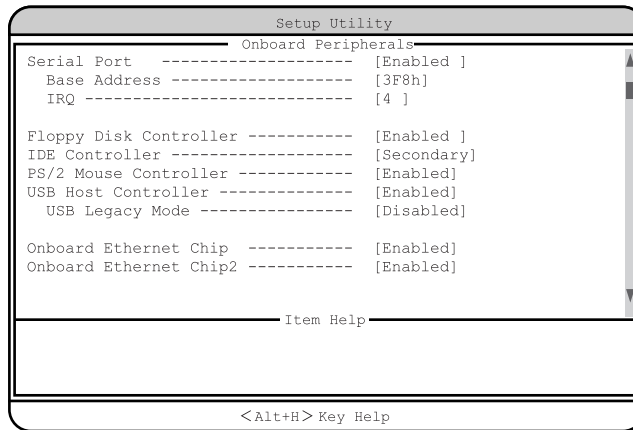 Setup Utility
Onboard Peripherals
Serial Port -------------------- [Enabled ]
Base Address ------------------- [3F8h]
IRQ ---------------------------- [4 ]
Floppy Disk Controller ----------- [Enabled ]
IDE Controller ------------------- [Secondary]
PS/2 Mouse Controller ------------ [Enabled]
USB Host Controller -------------- [Enabled]
USB Legacy Mode ---------------- [Disabled]
Onboard Ethernet Chip ----------- [Enabled]
Onboard Ethernet Chip2 ----------- [Enabled]
Item Help
<Alt+H> Key Help